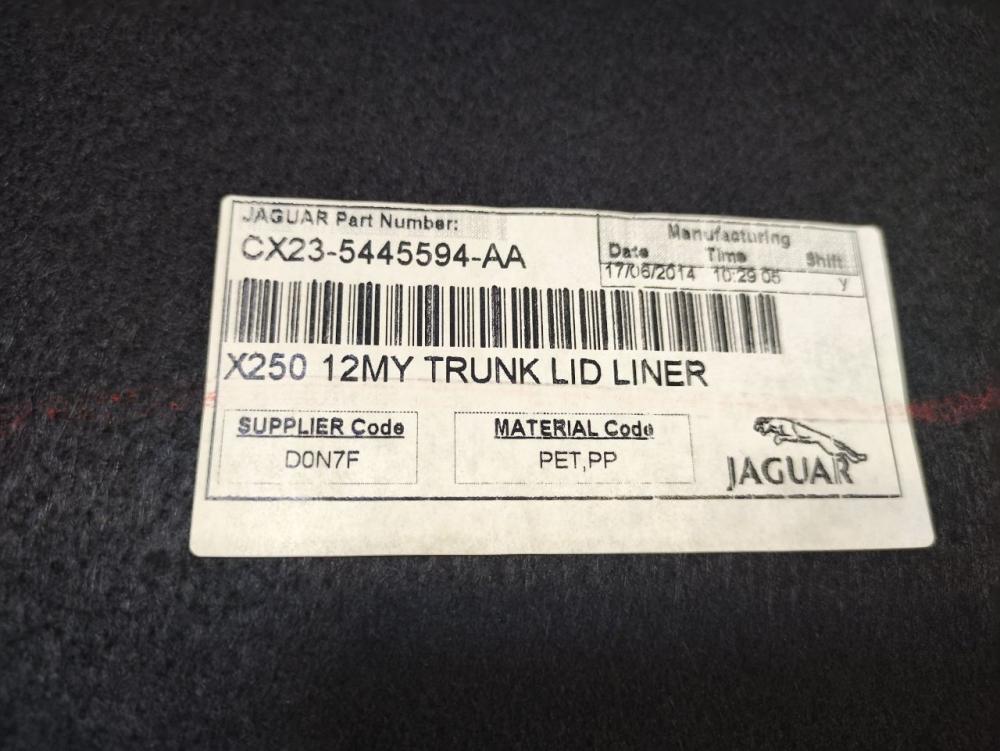 JAGUAR Part Number:
CX23-5445594-AA
Manufacturing
Date Time Shift
17/06/2014 10:29:05 y
X250 12MY TRUNK LID LINER
SUPPLIER Code
D0N7F
MATERIAL Code
PET,PP
JAGUAR